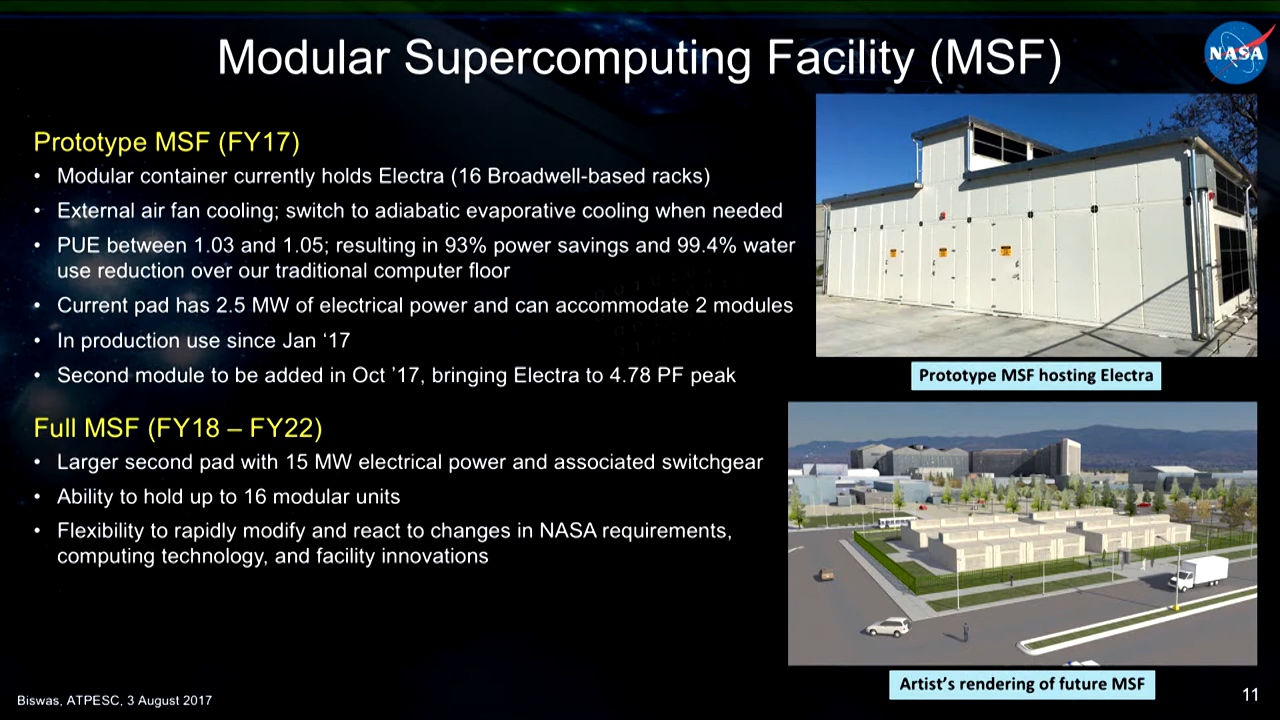 Modular Supercomputing Facility (MSF)
NASA
Prototype MSF (FY17)
• Modular container currently holds Electra (16 Broadwell-based racks)
• External air fan cooling; switch to adiabatic evaporative cooling when needed
• PUE between 1.03 and 1.05; resulting in 93% power savings and 99.4% water
use reduction over our traditional computer floor
• Current pad has 2.5 MW of electrical power and can accommodate 2 modules
• In production use since Jan ‘17
• Second module to be added in Oct ’17, bringing Electra to 4.78 PF peak
Prototype MSF hosting Electra
Full MSF (FY18 – FY22)
• Larger second pad with 15 MW electrical power and associated switchgear
• Ability to hold up to 16 modular units
• Flexibility to rapidly modify and react to changes in NASA requirements,
computing technology, and facility innovations
Artist’s rendering of future MSF
Biswas, ATPESC, 3 August 2017
11